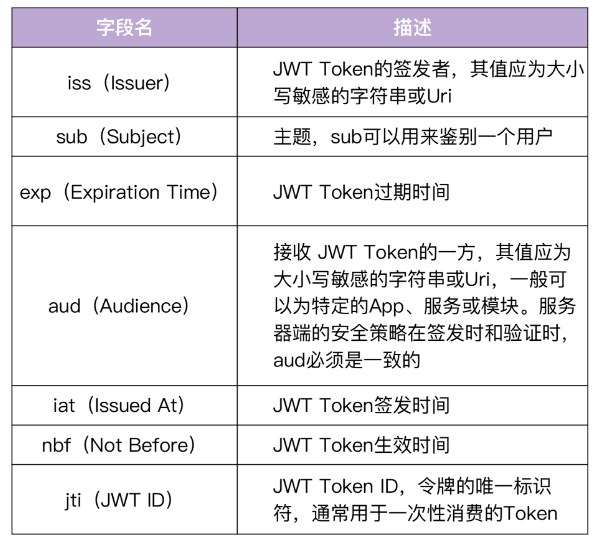 字段名
描述
iss（Issuer）
JWT Token的签发者，其值应为大小
写敏感的字符串或Uri
sub（Subject）
主题，sub可以用来鉴别一个用户
exp（Expiration Time）
JWT Token过期时间
aud（Audience）
接收 JWT Token的一方，其值应为
大小写敏感的字符串或Uri，一般可
以为特定的App、服务或模块。服务
器端的安全策略在签发时和验证时，
aud必须是一致的
iat（Issued At）
JWT Token签发时间
nbf（Not Before）
JWT Token生效时间
jti（JWT ID）
JWT Token ID，令牌的唯一标识
符，通常用于一次性消费的Token